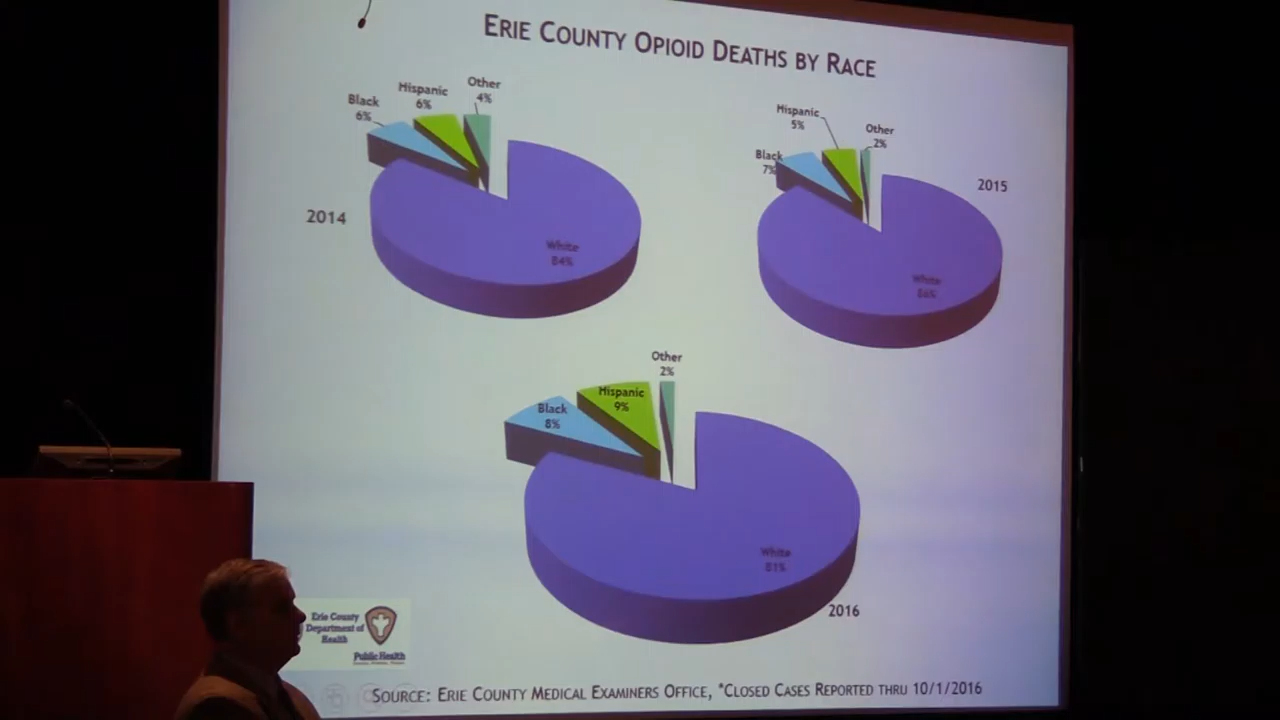 ERIE COUNTY OPIOID DEATHS BY RACE
Black
6%
Hispanic
6%
Other
4%
2014
White
84%
Hispanic
5%
Other
2%
Black
7%
2015
White
86%
Other
2%
Hispanic
9%
Black
8%
White
81%
2016
Erie County
Department of
Health
Public Health
SOURCE: ERIE COUNTY MEDICAL EXAMINERS OFFICE, *CLOSED CASES REPORTED THRU 10/1/2016